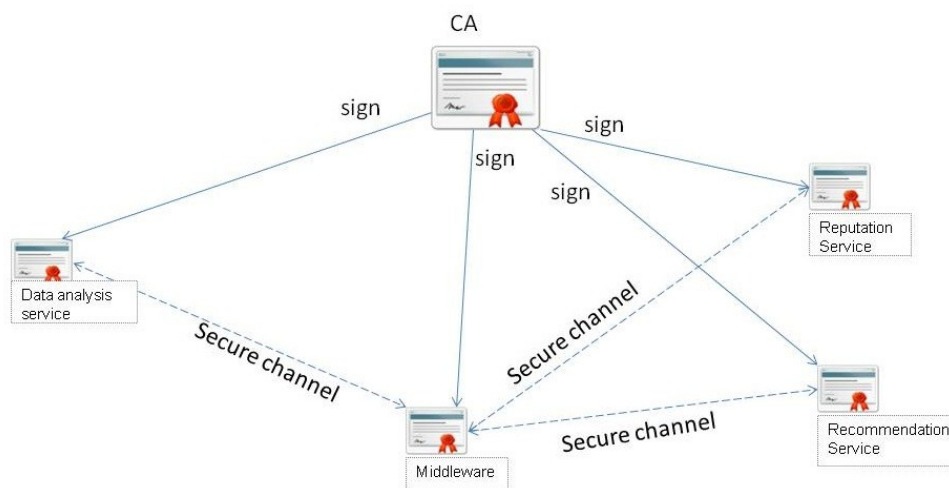 CA
sign
sign
sign
sign
Reputation
Service
Data analysis
service
Secure channel
Secure channel
Secure channel
Recommendation
Service
Middleware